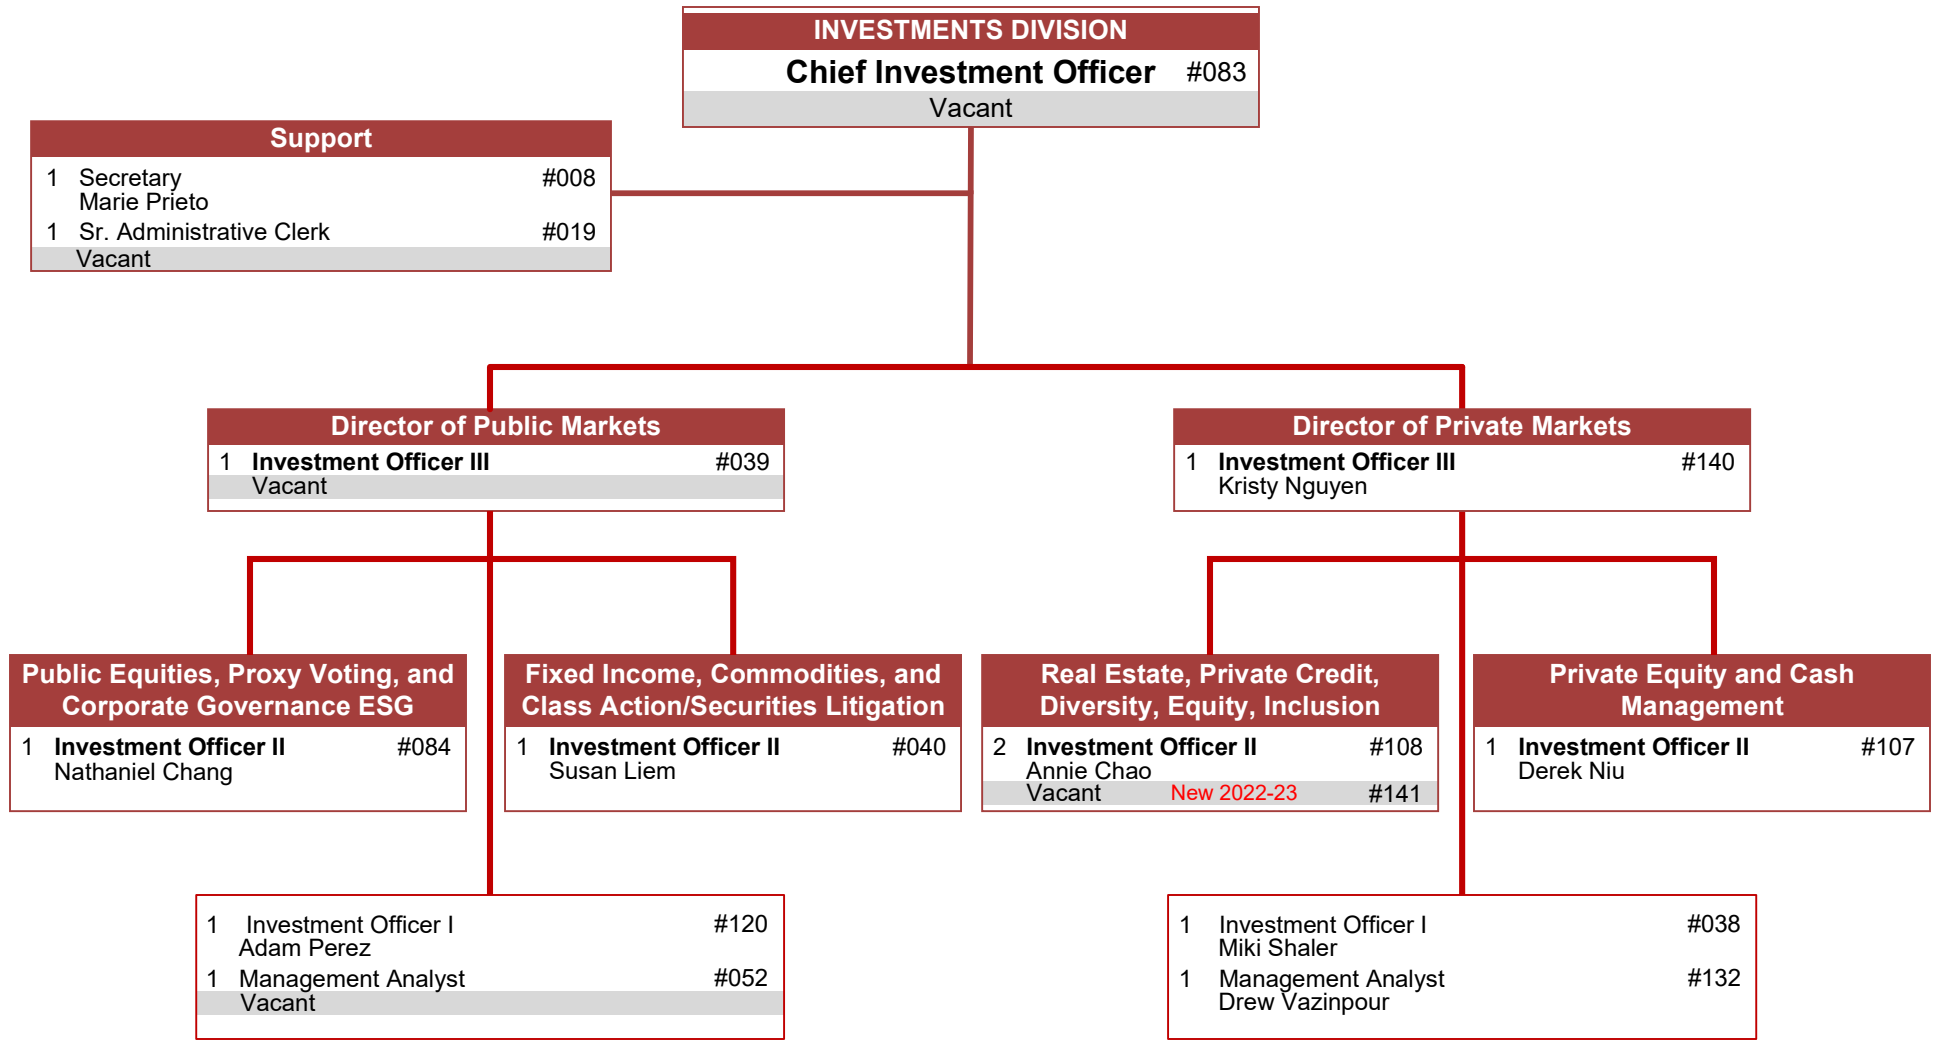 INVESTMENTS DIVISION
Chief Investment Officer #083
Vacant
Support
1 Secretary #008
Marie Prieto
1 Sr. Administrative Clerk #019
Vacant
Director of Public Markets
1 Investment Officer III #039
Vacant
Director of Private Markets
1 Investment Officer III #140
Kristy Nguyen
Public Equities, Proxy Voting, and
Corporate Governance ESG
1 Investment Officer II #084
Nathaniel Chang
Fixed Income, Commodities, and
Class Action/Securities Litigation
1 Investment Officer II #040
Susan Liem
Real Estate, Private Credit,
Diversity, Equity, Inclusion
2 Investment Officer II #108
Annie Chao
Vacant New 2022-23 #141
Private Equity and Cash
Management
1 Investment Officer II #107
Derek Niu
1 Investment Officer I #120
Adam Perez
1 Management Analyst #052
Vacant
1 Investment Officer I #038
Miki Shaler
1 Management Analyst #132
Drew Vazinpour